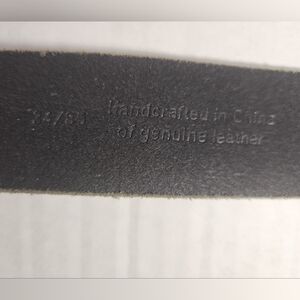 Handcrafted in China
of genuine leather